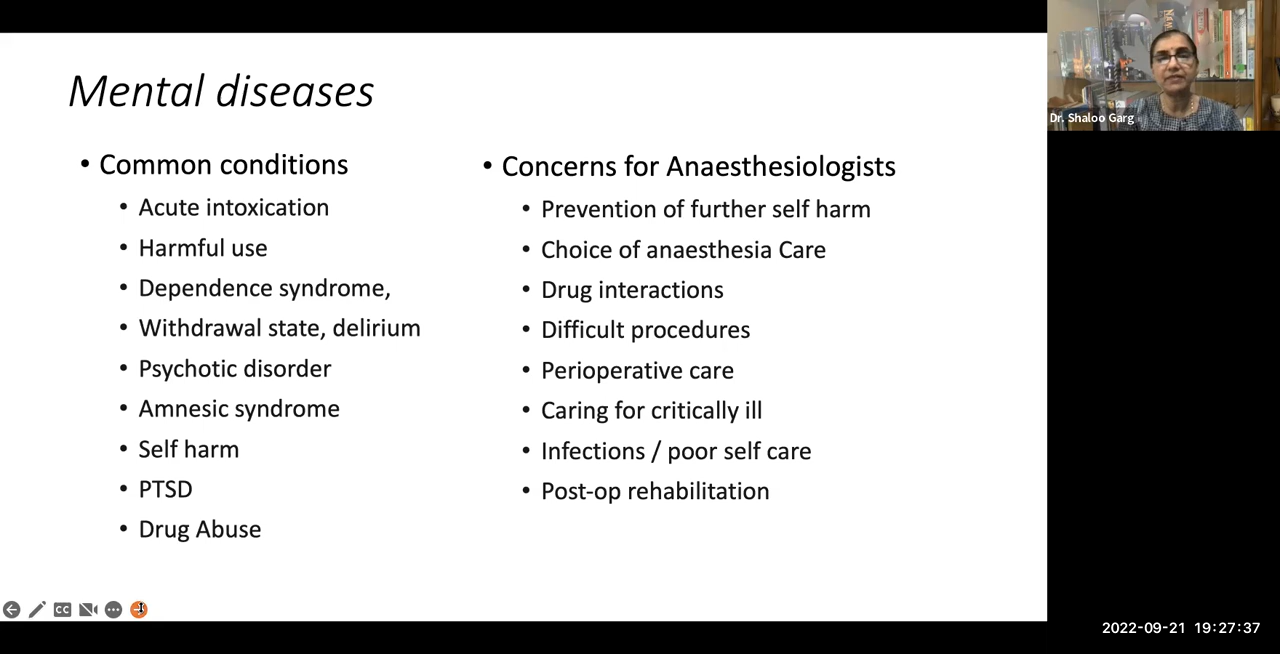 Mental diseases
• Common conditions
• Acute intoxication
• Harmful use
• Dependence syndrome,
• Withdrawal state, delirium
• Psychotic disorder
• Amnesic syndrome
• Self harm
• PTSD
• Drug Abuse
• Concerns for Anaesthesiologists
• Prevention of further self harm
• Choice of anaesthesia Care
• Drug interactions
• Difficult procedures
• Perioperative care
• Caring for critically ill
• Infections / poor self care
• Post-op rehabilitation
Dr. Shaloo Garg
CC
2022-09-21 19:27:37